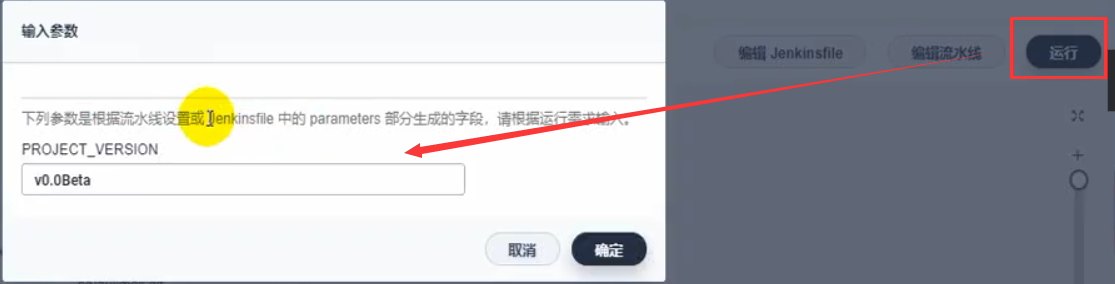 输入参数
编辑 Jenkinsfile
编辑流水线
运行
下列参数是根据流水线设置或 Jenkinsfile 中的 parameters 部分生成的字段，请根据运行需求输入。
PROJECT_VERSION
v0.0Beta
取消
确定